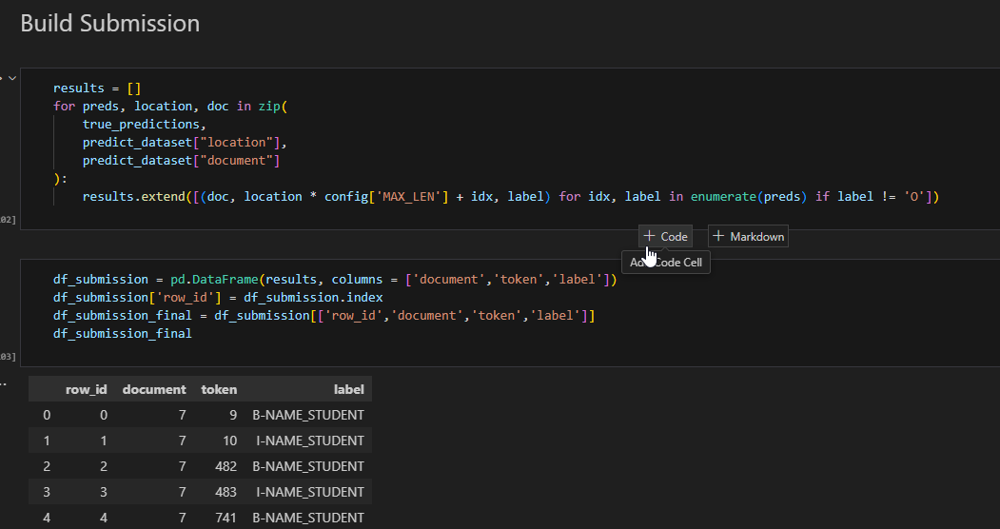 Build Submission
results = []
for preds, location, doc in zip(
true_predictions,
predict_dataset["location"],
predict_dataset["document"]
):
results.extend([(doc, location * config['MAX_LEN'] + idx, label) for idx, label in enumerate(preds) if label != 'O'])
02]
+ Code + Markdown
Code Cell
df_submission = pd.DataFrame(results, columns = ['document','token','label'])
df_submission['row_id'] = df_submission.index
df_submission_final = df_submission[['row_id','document','token','label']]
df_submission_final
03]
row_id document token label
0 0 7 9 B-NAME_STUDENT
1 1 7 10 I-NAME_STUDENT
2 2 7 482 B-NAME_STUDENT
3 3 7 483 I-NAME_STUDENT
4 4 7 741 B-NAME_STUDENT